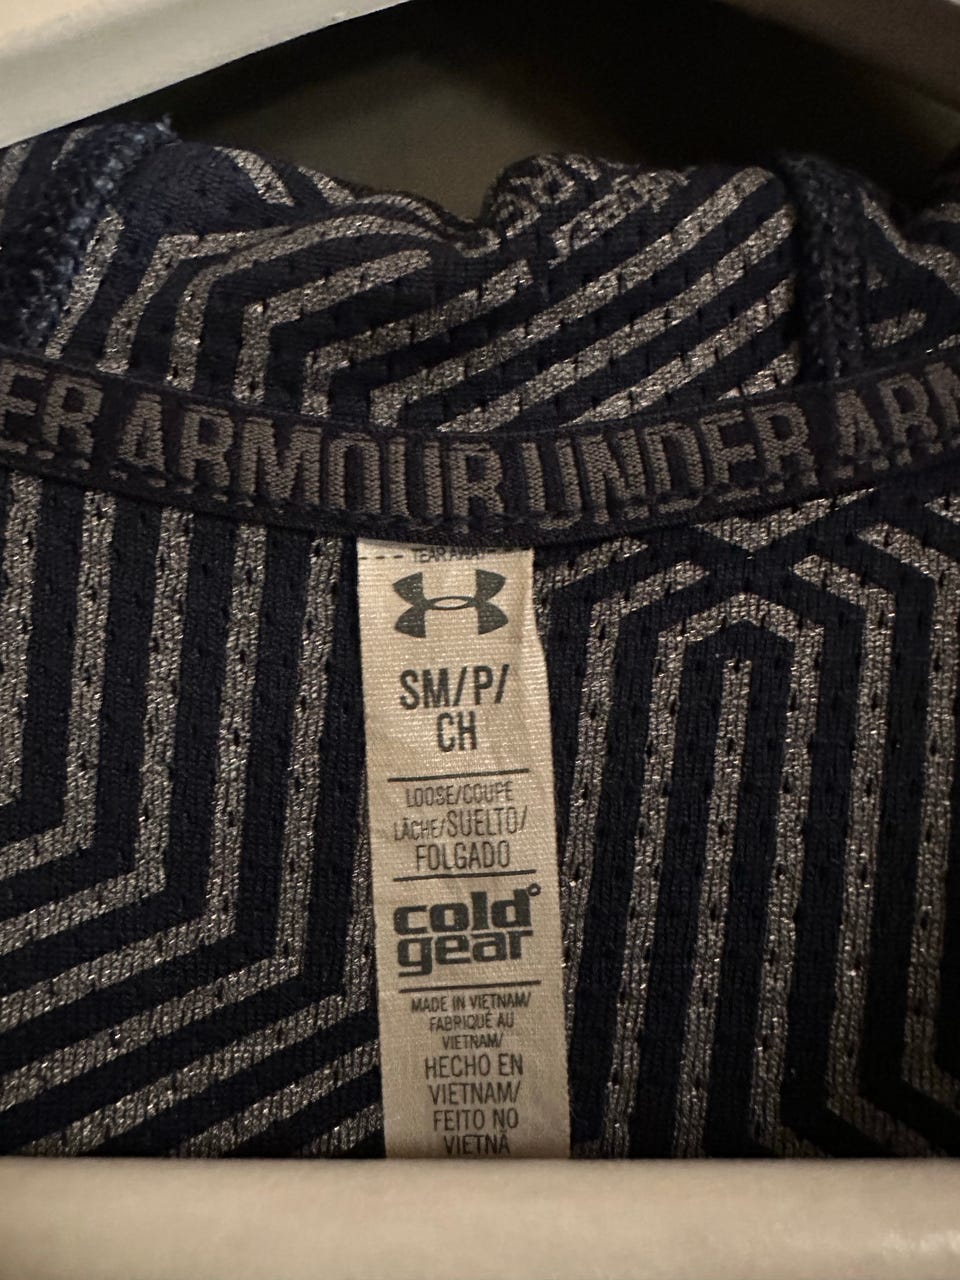 ER ARMOUR UNDER ARM
TEAR AWAY
SM/P/
CH
LOOSE/COUPE
LÂCHE/SUELTO/
FOLGADO
cold°
gear
MADE IN VIETNAM/
FABRIQUÉ AU
VIETNAM/
HECHO EN
VIETNAM/
FEITO NO
VIETNÃ